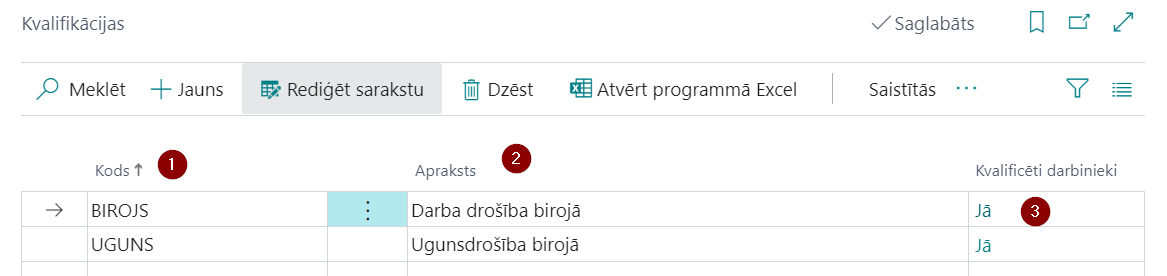 Kvalifikācijas Saglabāts
Meklēt Jauns Rediģēt sarakstu Dzēst Atvērt programmā Excel Saistītās ...
Kods 1 Apraksts 2 Kvalificēti darbinieki
BIROJS Darba drošība birojā Jā 3
UGUNS Ugunsdrošība birojā Jā